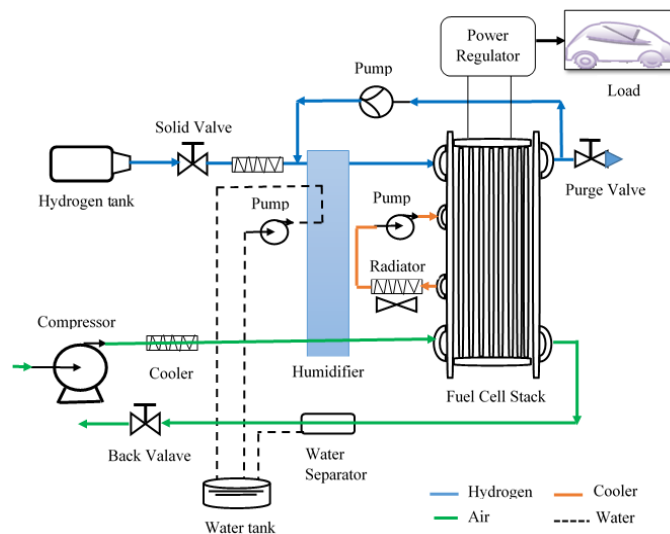 Power
Regulator
Load
Pump
Solid Valve
Hydrogen tank
Pump
Pump
Purge Valve
Radiator
Compressor
Cooler
Humidifier
Fuel Cell Stack
Back Valave
Water
Separator
Water tank
Hydrogen
Cooler
Air
Water